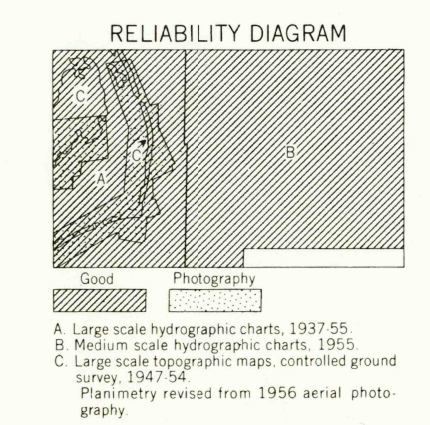 RELIABILITY DIAGRAM
C
C
A
B
Good Photography
A. Large scale hydrographic charts, 1937-55.
B. Medium scale hydrographic charts, 1955.
C. Large scale topographic maps, controlled ground
survey, 1947-54.
Planimetry revised from 1956 aerial photo-
graphy.